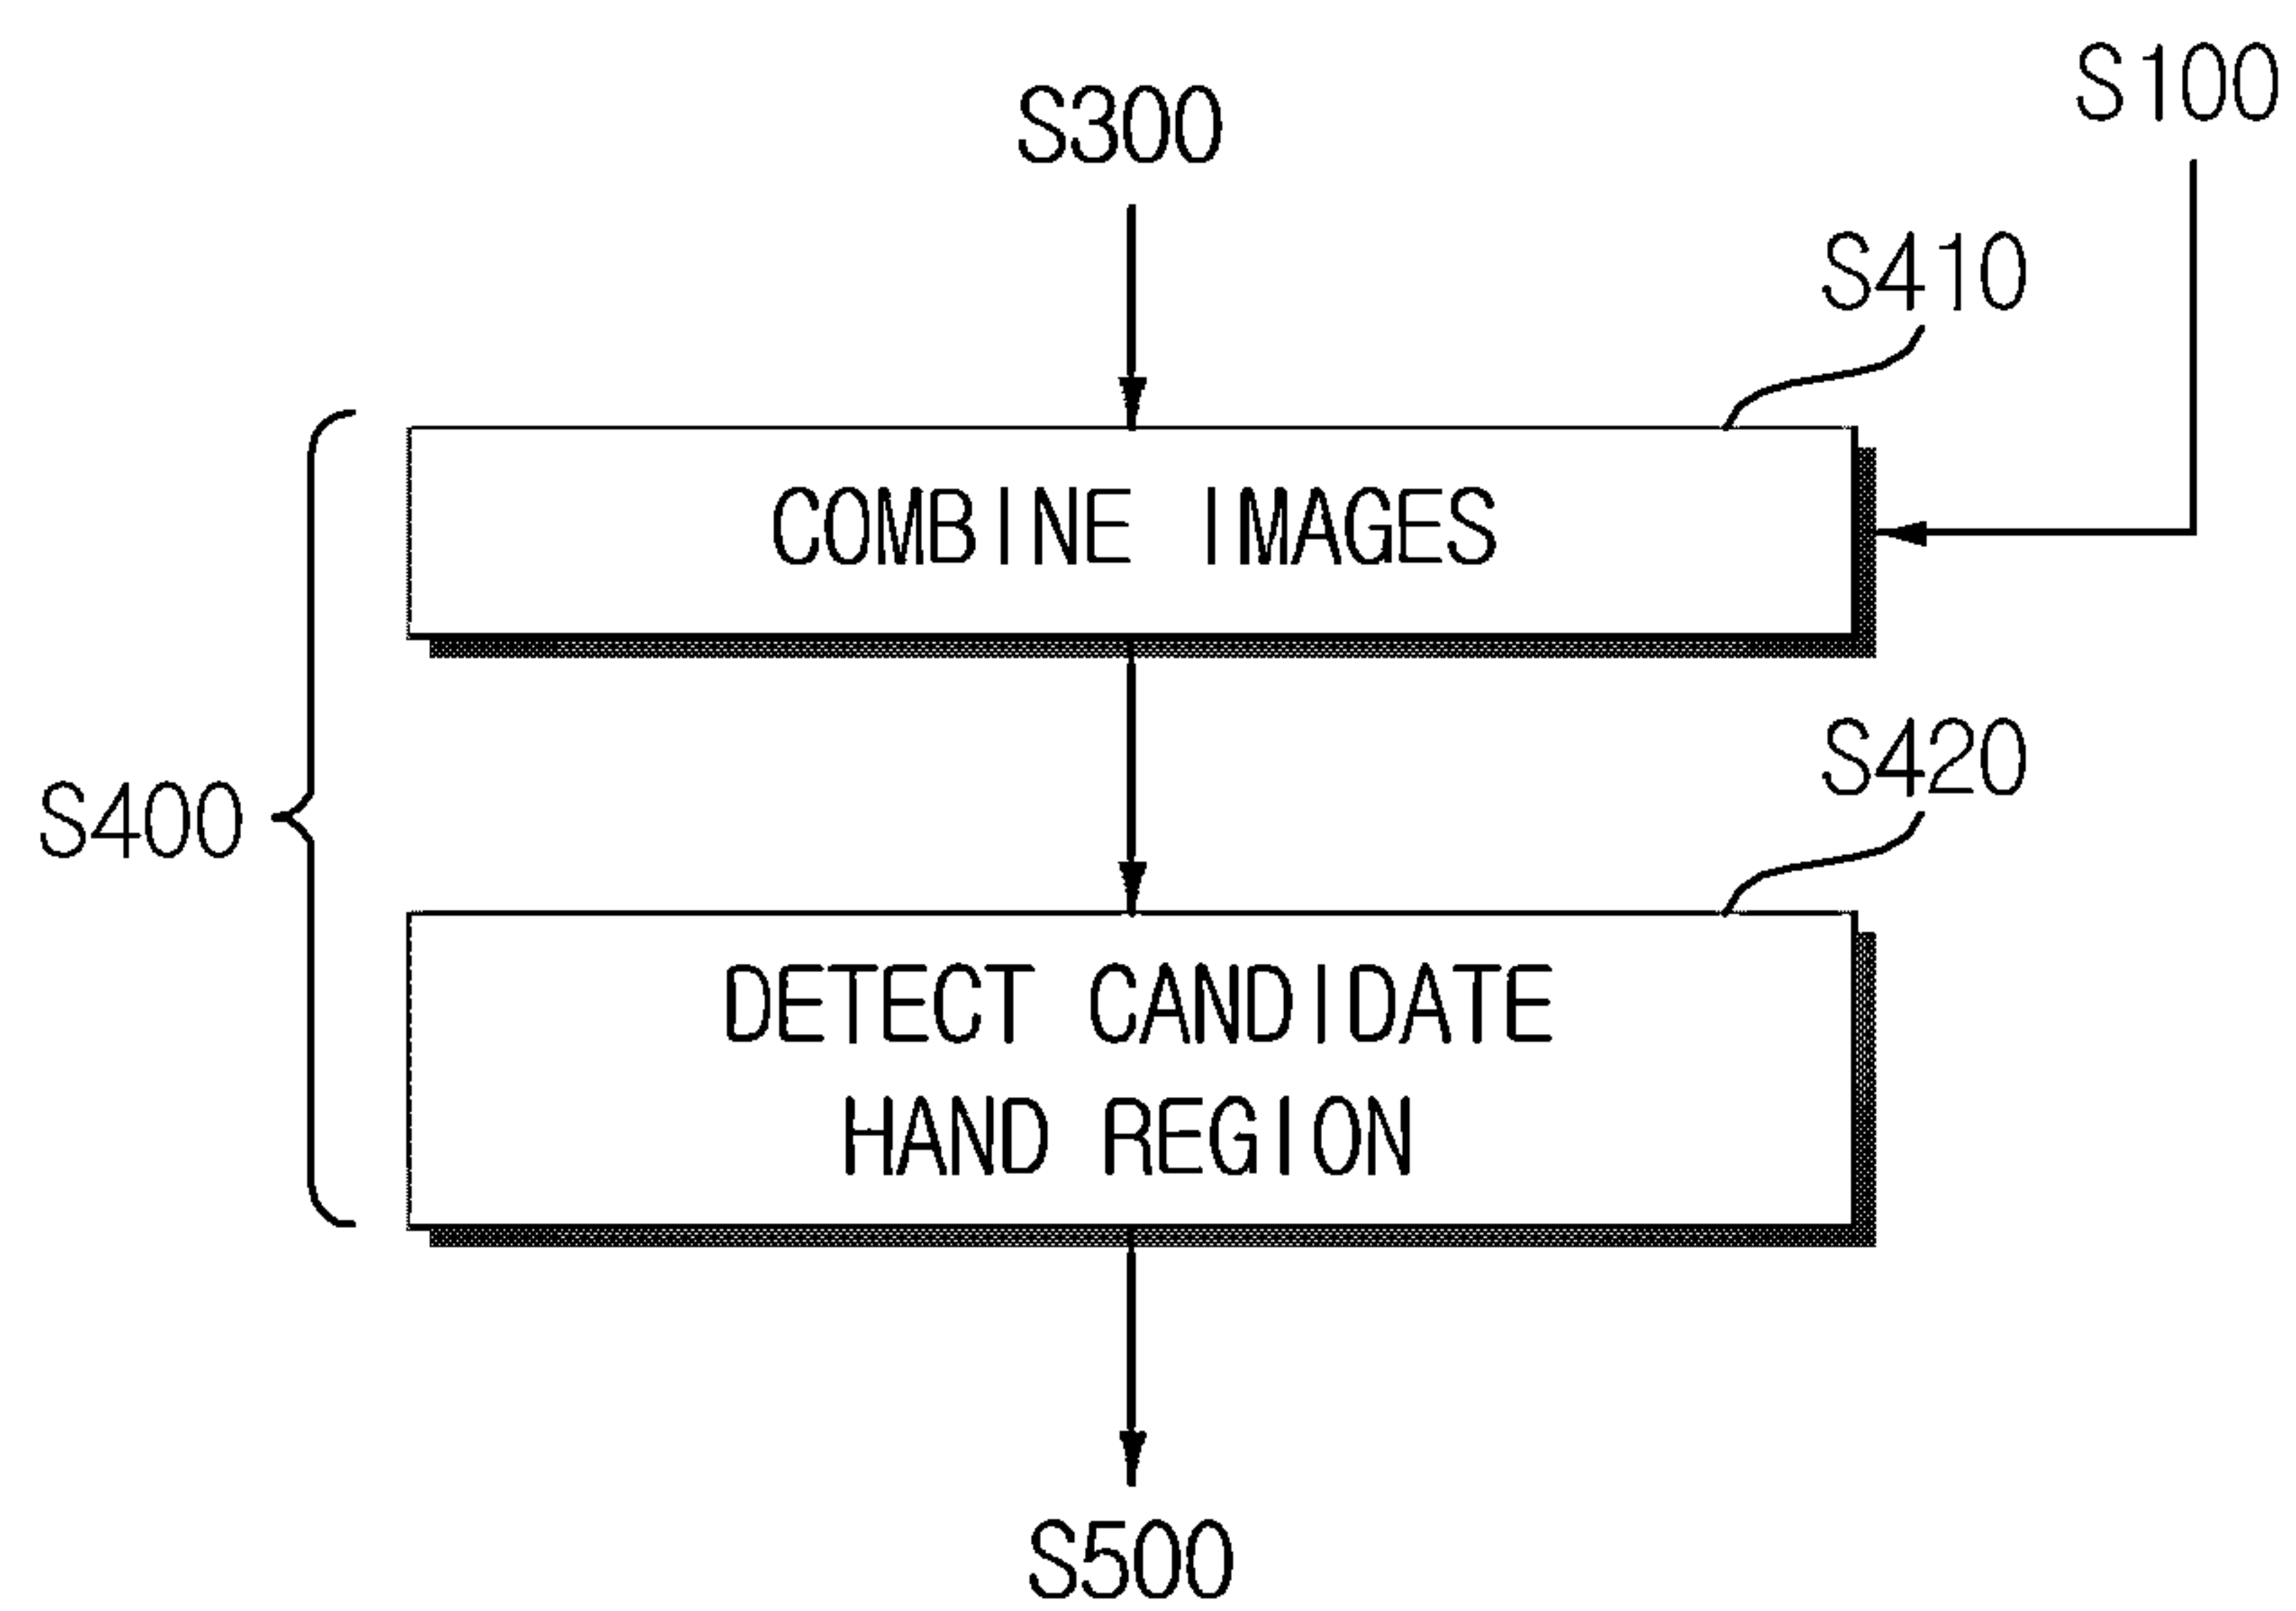 S100
S300
S410
COMBINE IMAGES
S420
S400
DETECT CANDIDATE
HAND REGION
S500